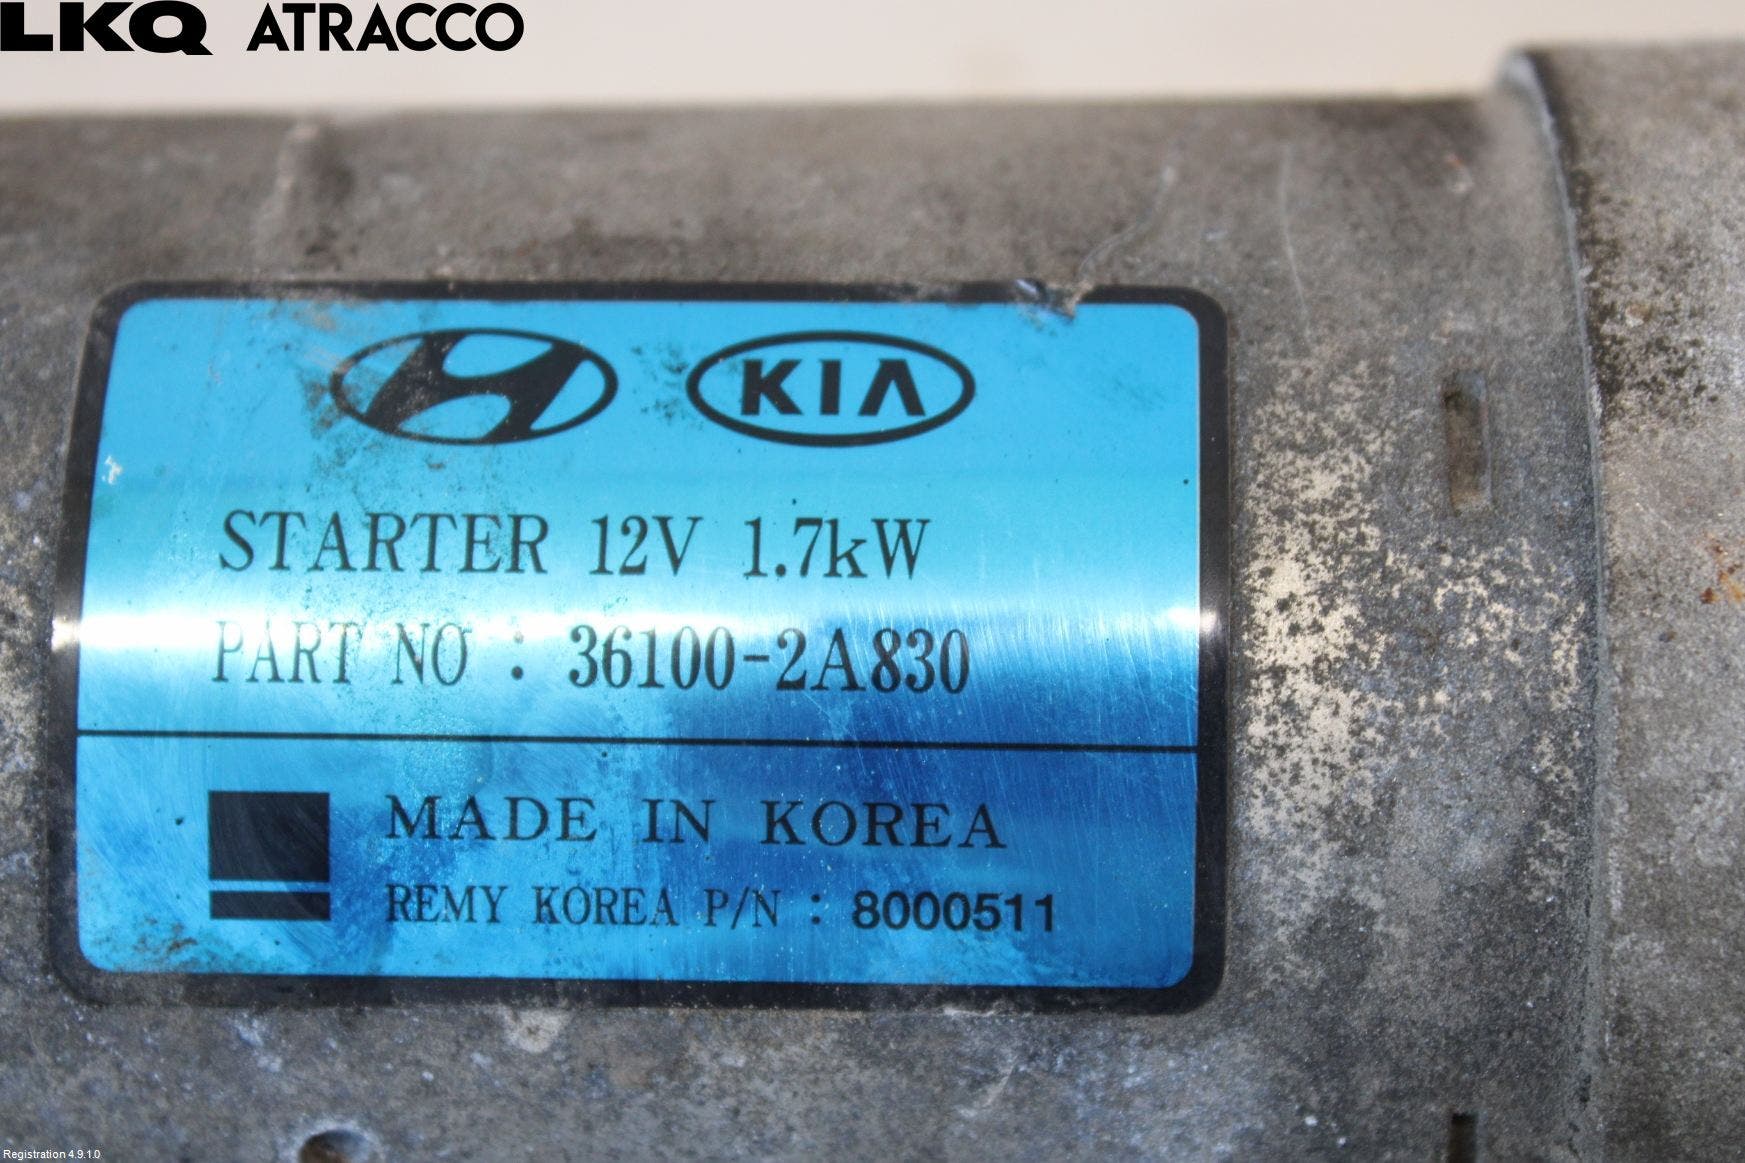 LKQ ATRACCO
KIA
STARTER 12V 1.7kW
PART NO : 36100-2A830
MADE IN KOREA
REMY KOREA P/N : 8000511
Registration 4.9.1.0